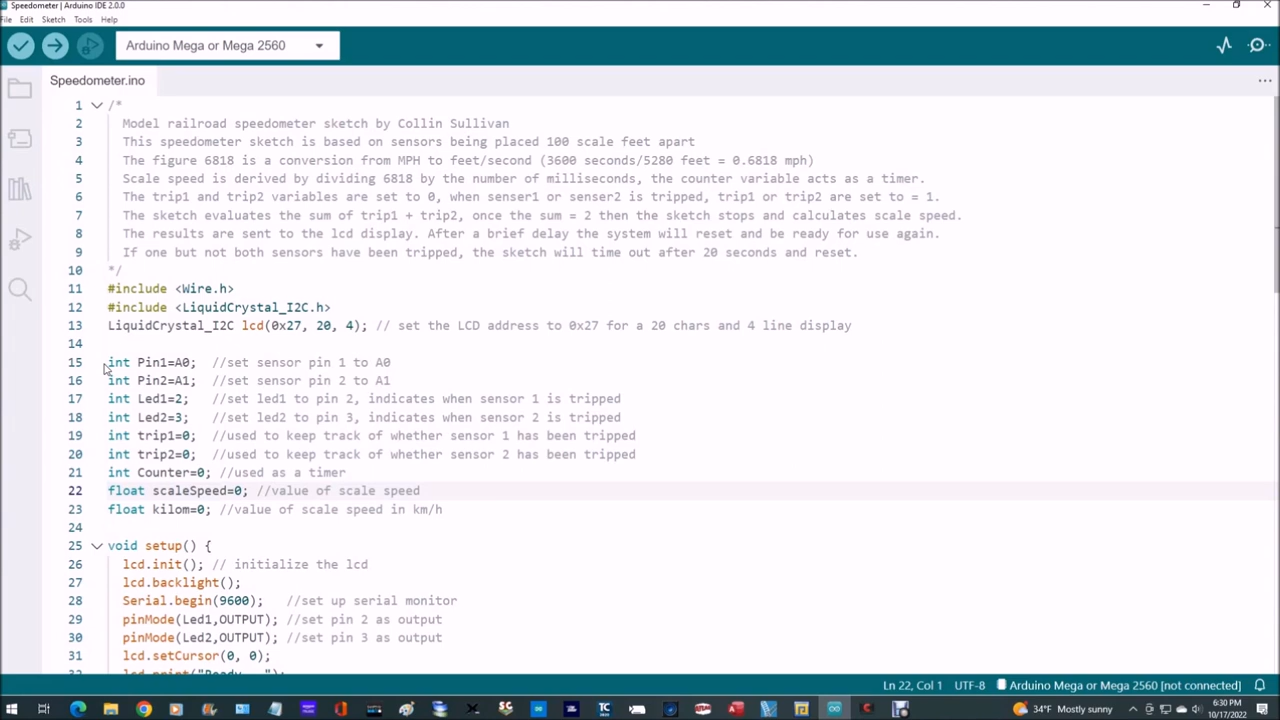 Speedometer | Arduino IDE 2.0.0
File Edit Sketch Tools Help
Arduino Mega or Mega 2560
Speedometer.ino
1 /*
2 Model railroad speedometer sketch by Collin Sullivan
3 This speedometer sketch is based on sensors being placed 100 scale feet apart
4 The figure 6818 is a conversion from MPH to feet/second (3600 seconds/5280 feet = 0.6818 mph)
5 Scale speed is derived by dividing 6818 by the number of milliseconds, the counter variable acts as a timer.
6 The trip1 and trip2 variables are set to 0, when senser1 or senser2 is tripped, trip1 or trip2 are set to = 1.
7 The sketch evaluates the sum of trip1 + trip2, once the sum = 2 then the sketch stops and calculates scale speed.
8 The results are sent to the lcd display. After a brief delay the system will reset and be ready for use again.
9 If one but not both sensors have been tripped, the sketch will time out after 20 seconds and reset.
10 */
11 #include <Wire.h>
12 #include <LiquidCrystal_I2C.h>
13 LiquidCrystal_I2C lcd(0x27, 20, 4); // set the LCD address to 0x27 for a 20 chars and 4 line display
14
15 int Pin1=A0; //set sensor pin 1 to A0
16 int Pin2=A1; //set sensor pin 2 to A1
17 int Led1=2; //set led1 to pin 2, indicates when sensor 1 is tripped
18 int Led2=3; //set led2 to pin 3, indicates when sensor 2 is tripped
19 int trip1=0; //used to keep track of whether sensor 1 has been tripped
20 int trip2=0; //used to keep track of whether sensor 2 has been tripped
21 int Counter=0; //used as a timer
22 float scaleSpeed=0; //value of scale speed
23 float kilom=0; //value of scale speed in km/h
24
25 void setup() {
26 lcd.init(); // initialize the lcd
27 lcd.backlight();
28 Serial.begin(9600); //set up serial monitor
29 pinMode(Led1,OUTPUT); //set pin 2 as output
30 pinMode(Led2,OUTPUT); //set pin 3 as output
31 lcd.setCursor(0, 0);
Ln 22, Col 1 UTF-8 Arduino Mega or Mega 2560 [not connected]
34°F Mostly sunny 6:30 PM
10/17/2022